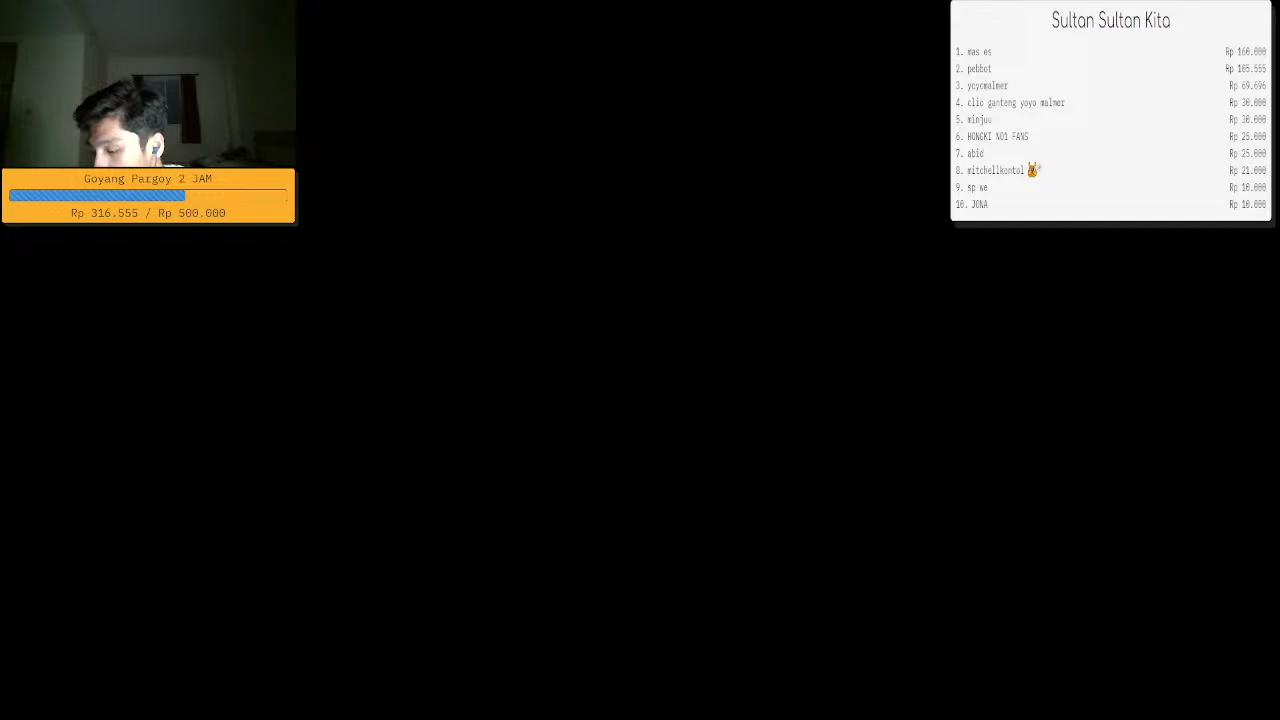 Goyang Pargoy 2 JAM
Rp 316.555 / Rp 500.000
Sultan Sultan Kita
1. mas es Rp 160.000
2. pebbot Rp 105.555
3. yoyomalmer Rp 69.696
4. clio ganteng yoyo malmer Rp 30.000
5. minjuu Rp 30.000
6. HONGKI NO1 FANS Rp 25.000
7. abid Rp 25.000
8. mitchellkontol Rp 21.000
9. sp we Rp 10.000
10. JONA Rp 10.000